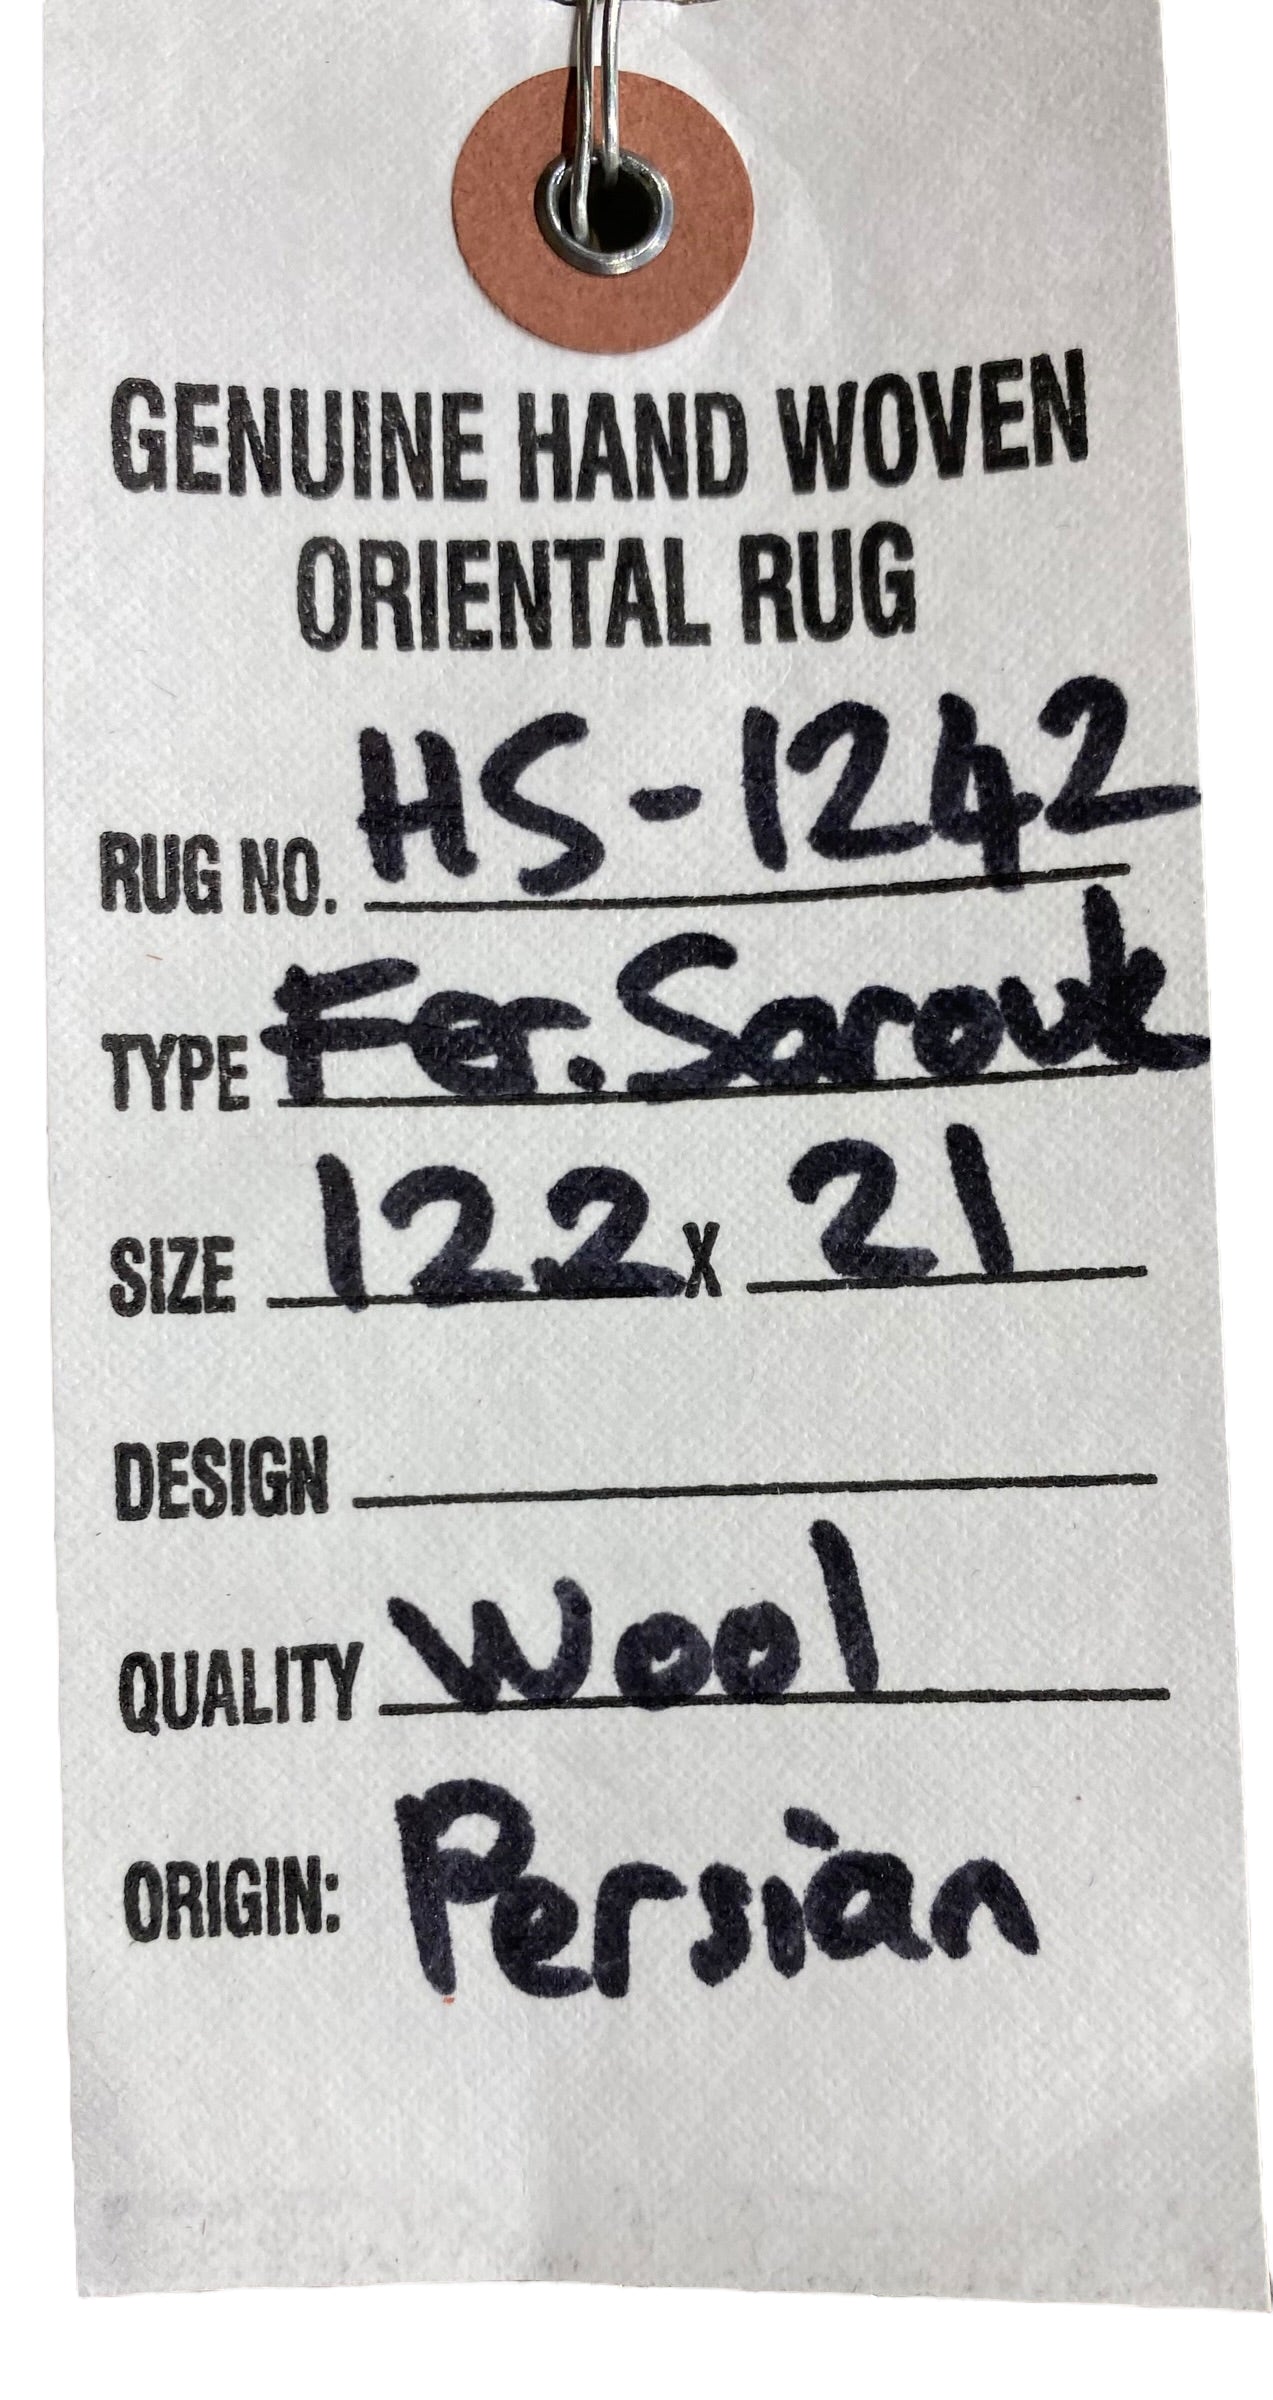 GENUINE HAND WOVEN
ORIENTAL RUG
RUG NO. HS-1242
TYPE Fer. Sarouk
SIZE 12.2 X 21
DESIGN
QUALITY Wool
ORIGIN: Persian